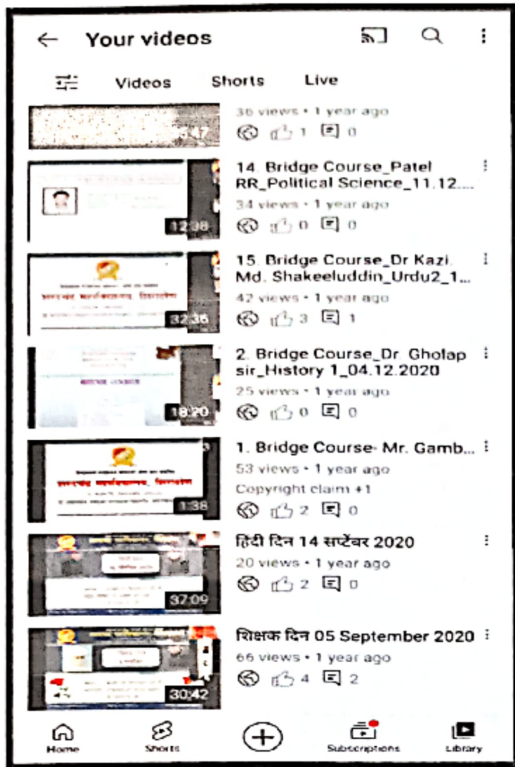 Your videos
Videos Shorts Live
36 views • 1 year ago
1 0
14. Bridge Course_Patel
RR_Political Science_11.12....
34 views • 1 year ago
0 0
12:38
15. Bridge Course_Dr Kazi.
Md. Shakeeluddin_Urdu2_1...
42 views • 1 year ago
3 1
32:36
2. Bridge Course_Dr. Gholap
sir_History 1_04.12.2020
25 views • 1 year ago
0 0
18:20
1. Bridge Course- Mr. Gamb...
53 views • 1 year ago
Copyright claim +1
2 0
1:38
हिंदी दिन 14 सप्टेंबर 2020
20 views • 1 year ago
2 0
37:09
शिक्षक दिन 05 September 2020
66 views • 1 year ago
4 2
30:42
Home Shorts Subscriptions Library